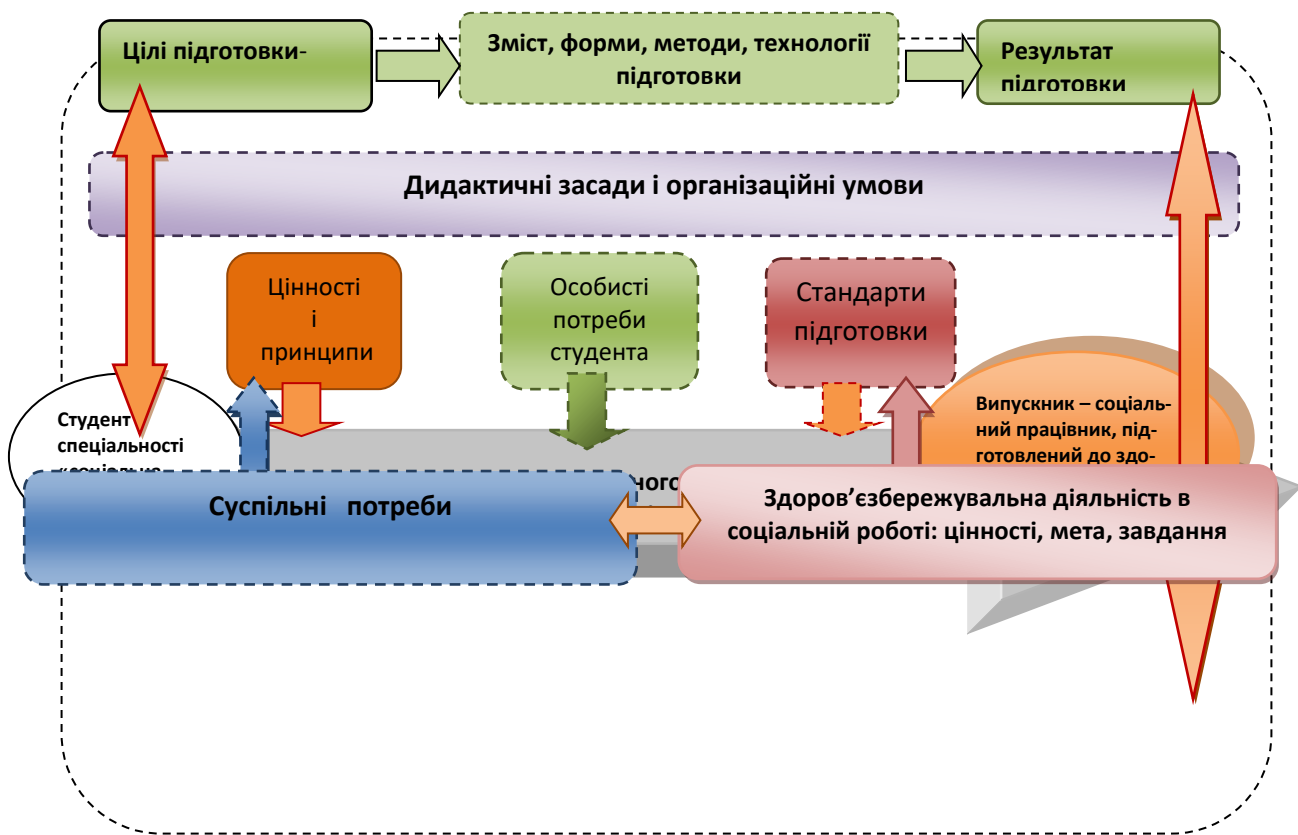 Цілі підготовки-
Зміст, форми, методи, технології
підготовки
Результат
підготовки
Дидактичні засади і організаційні умови
Цінності
і
принципи
Особисті
потреби
студента
Стандарти
підготовки
Студент
спеціальності
Випускник – соціаль-
ний працівник, під-
готовлений до здо-
ного
Суспільні потреби
Здоров’язбережувальна діяльність в
соціальній роботі: цінності, мета, завдання